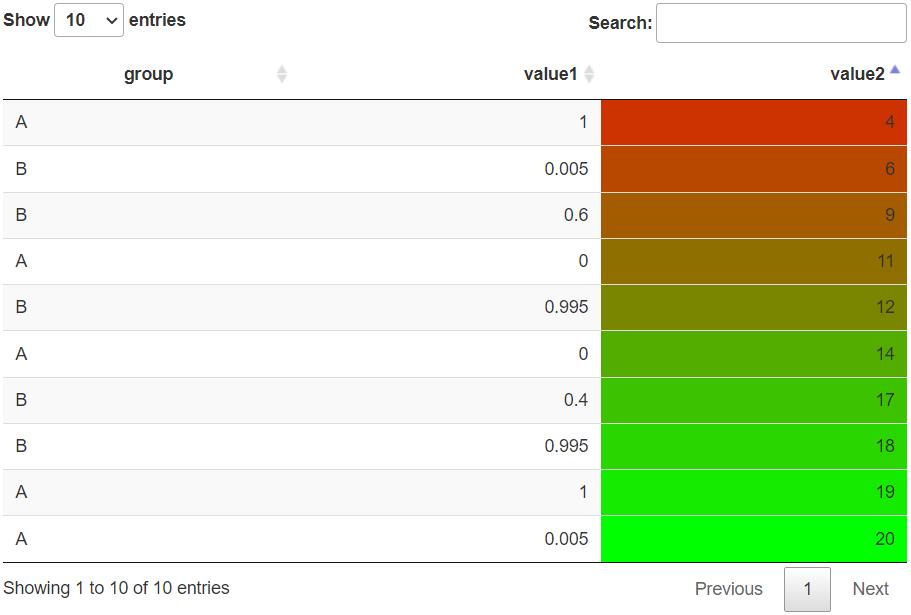 Show 10 entries Search:
group value1 value2
A 1 4
B 0.005 6
B 0.6 9
A 0 11
B 0.995 12
A 0 14
B 0.4 17
B 0.995 18
A 1 19
A 0.005 20
Showing 1 to 10 of 10 entries Previous 1 Next